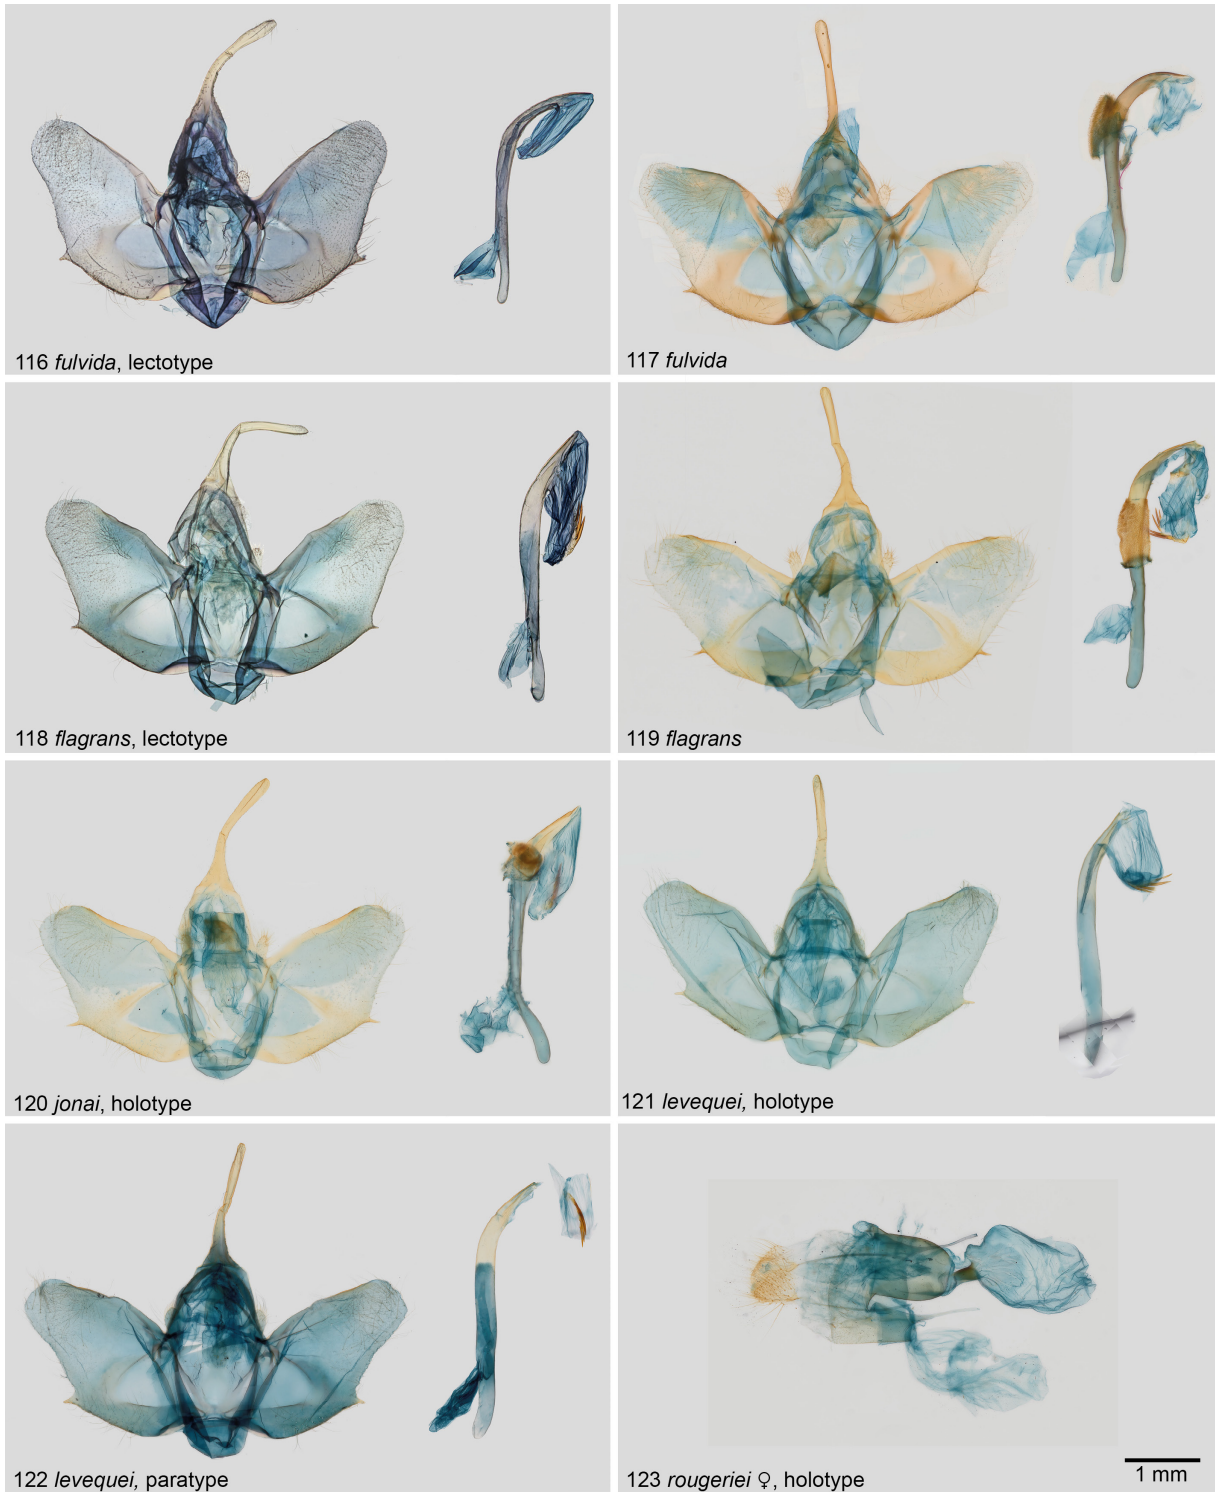 116 fulvida, lectotype
117 fulvida
118 flagrans, lectotype
119 flagrans
120 jonai, holotype
121 levequei, holotype
122 levequei, paratype
123 rougeriei ♀, holotype
1 mm